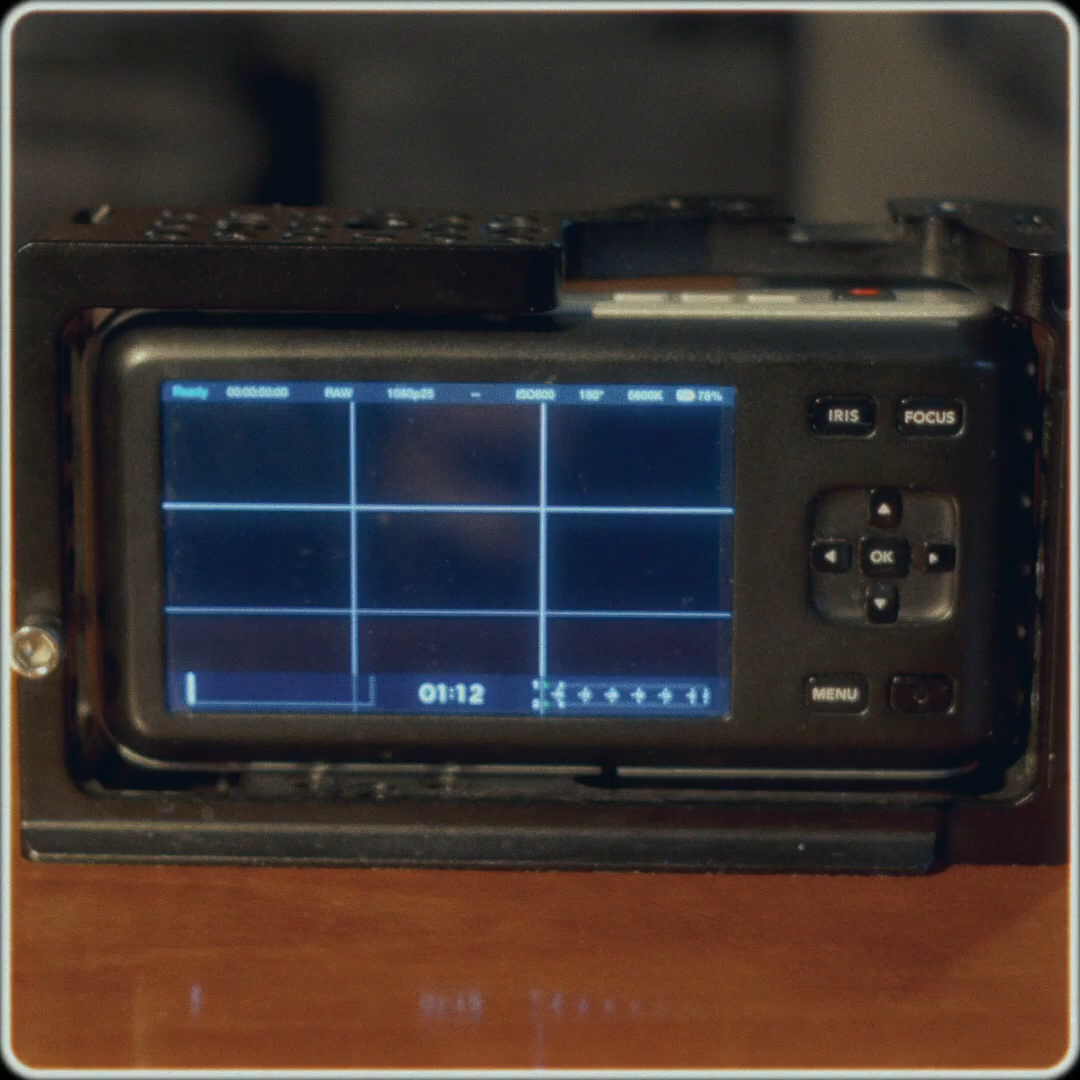 Ready 00:00:00:00 RAW 1080p25 -- ISO800 180° 5600K 78%
IRIS FOCUS
OK
01:12
MENU